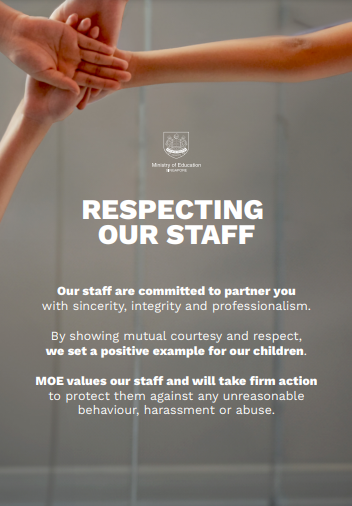 Ministry of Education
SINGAPORE
RESPECTING
OUR STAFF
Our staff are committed to partner you
with sincerity, integrity and professionalism.
By showing mutual courtesy and respect,
we set a positive example for our children.
MOE values our staff and will take firm action
to protect them against any unreasonable
behaviour, harassment or abuse.